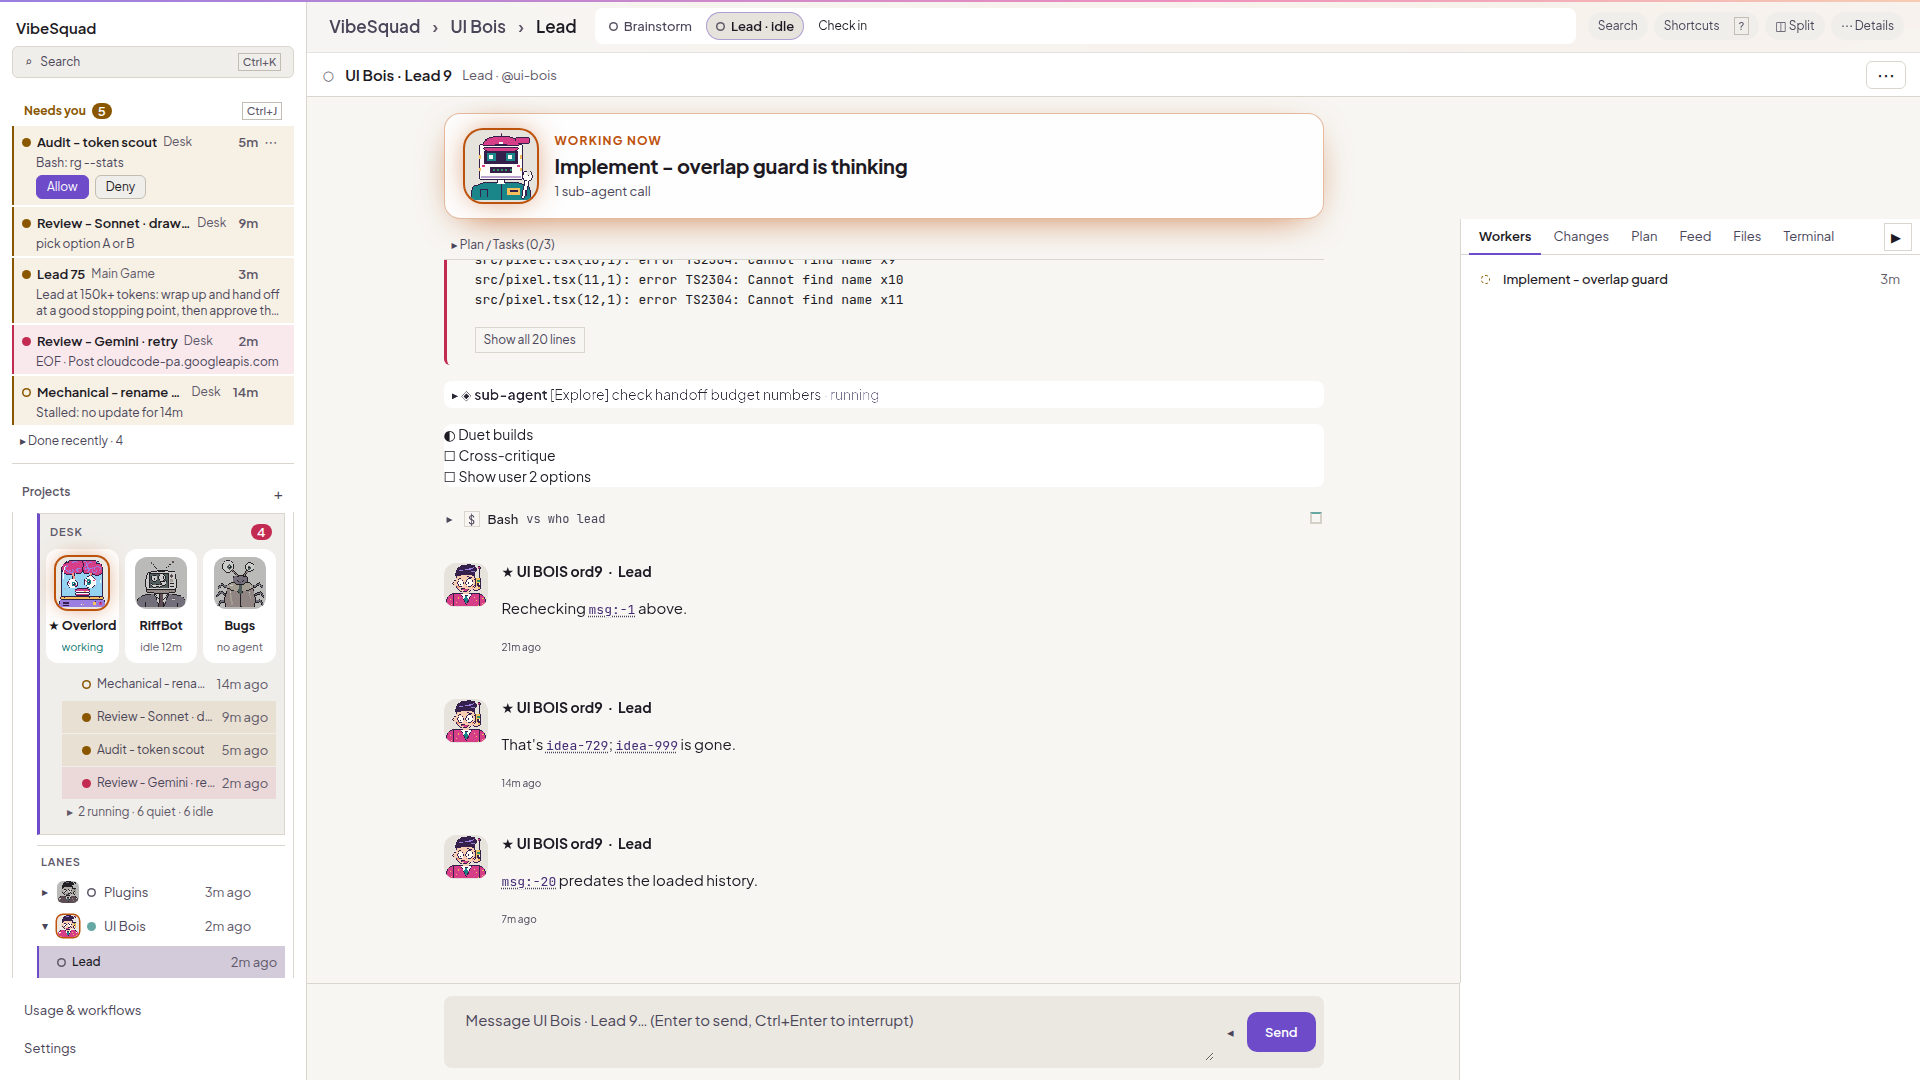 VibeSquad
Search Ctrl+K
Needs you 5 Ctrl+J
Audit – token scout Desk 5m ···
Bash: rg --stats
Allow Deny
Review – Sonnet · draw… Desk 9m
pick option A or B
Lead 75 Main Game 3m
Lead at 150k+ tokens: wrap up and hand off
at a good stopping point, then approve th…
Review – Gemini · retry Desk 2m
EOF · Post cloudcode-pa.googleapis.com
Mechanical – rename … Desk 14m
Stalled: no update for 14m
▸ Done recently · 4
Projects +
DESK 4
★ Overlord RiffBot Bugs
working idle 12m no agent
Mechanical – rena… 14m ago
Review – Sonnet · d… 9m ago
Audit – token scout 5m ago
Review – Gemini · re… 2m ago
▸ 2 running · 6 quiet · 6 idle
LANES
▸ Plugins 3m ago
▾ UI Bois 2m ago
Lead 2m ago
Usage & workflows
Settings
VibeSquad › UI Bois › Lead
Brainstorm Lead · idle Check in
Search Shortcuts ? Split ··· Details
UI Bois · Lead 9 Lead · @ui-bois ···
WORKING NOW
Implement – overlap guard is thinking
1 sub-agent call
▸ Plan / Tasks (0/3)
src/pixel.tsx(10,1): error TS2304: Cannot find name x9
src/pixel.tsx(11,1): error TS2304: Cannot find name x10
src/pixel.tsx(12,1): error TS2304: Cannot find name x11
Show all 20 lines
▸ ◈ sub-agent [Explore] check handoff budget numbers · running
◐ Duet builds
☐ Cross-critique
☐ Show user 2 options
▸ $ Bash vs who lead
★ UI BOIS ord9 · Lead
Rechecking msg:-1 above.
21m ago
★ UI BOIS ord9 · Lead
That's idea-729; idea-999 is gone.
14m ago
★ UI BOIS ord9 · Lead
msg:-20 predates the loaded history.
7m ago
Message UI Bois · Lead 9… (Enter to send, Ctrl+Enter to interrupt)
◂ Send
Workers Changes Plan Feed Files Terminal ▶
Implement – overlap guard 3m